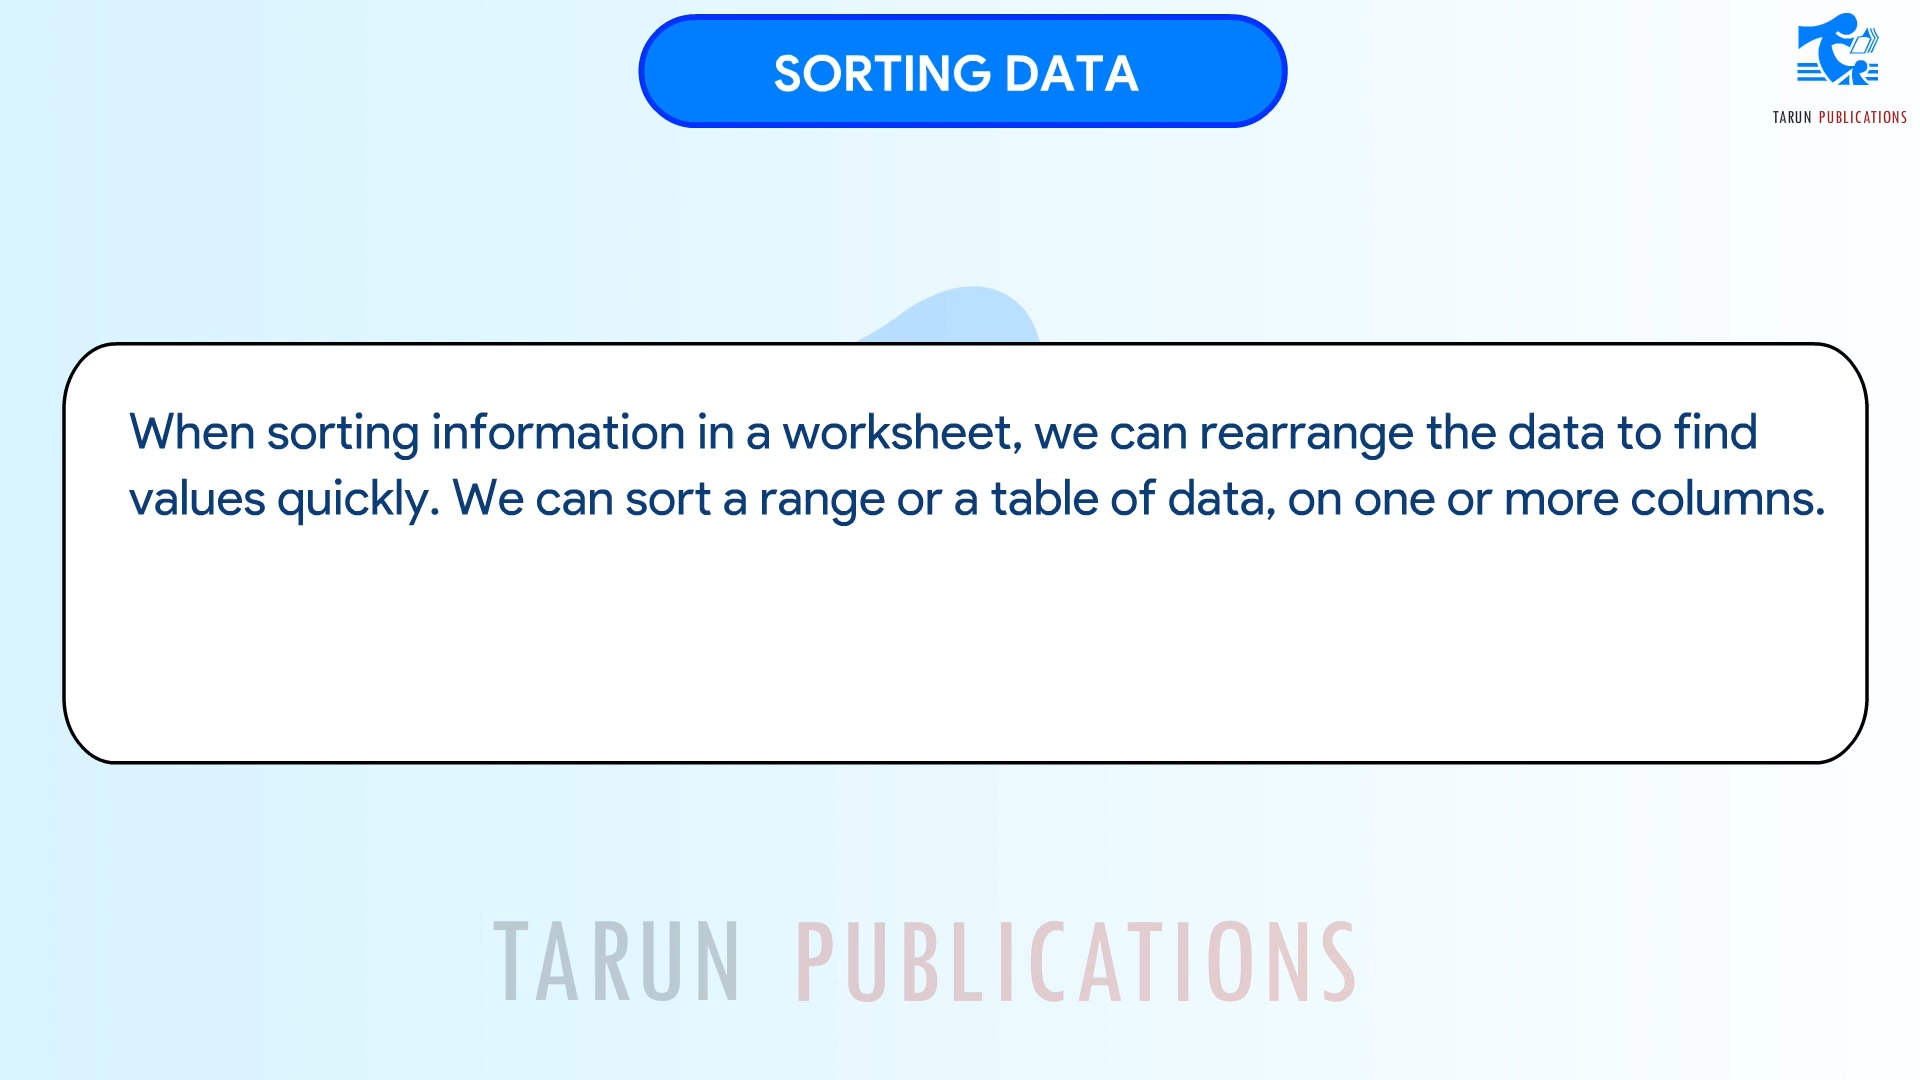 SORTING DATA
TARUN PUBLICATIONS
When sorting information in a worksheet, we can rearrange the data to find
values quickly. We can sort a range or a table of data, on one or more columns.
TARUN PUBLICATIONS